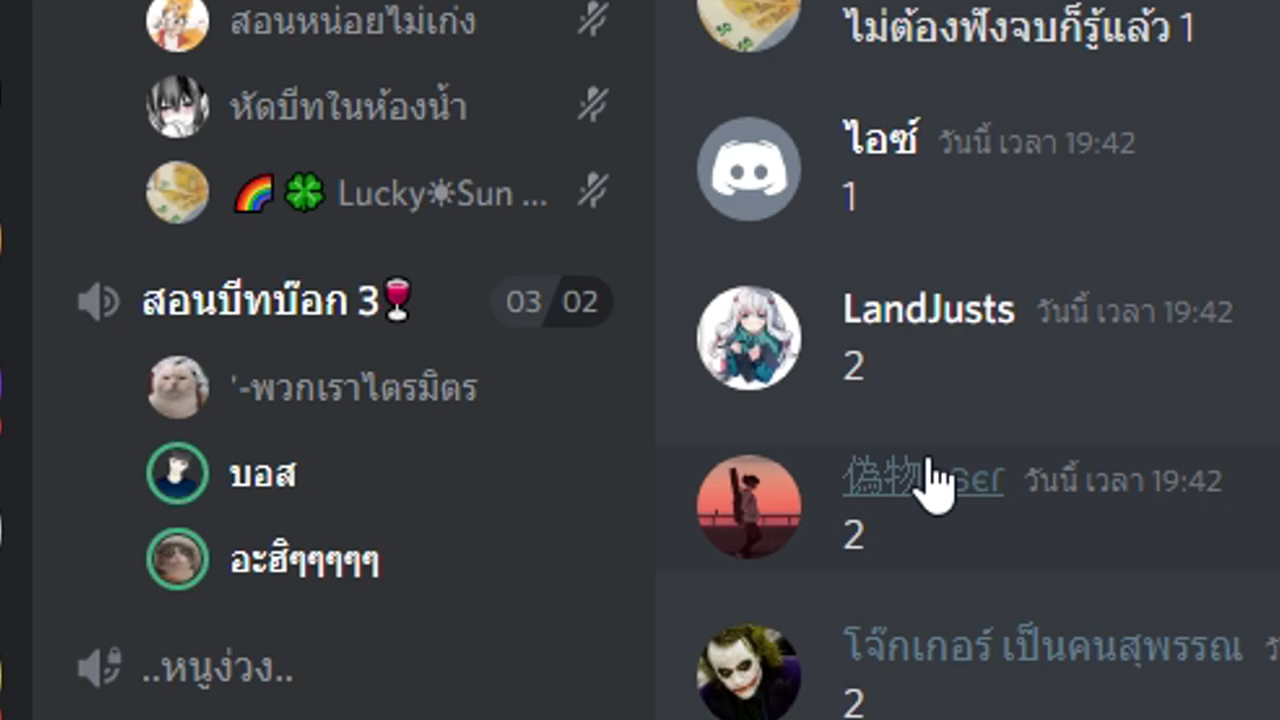 สอนหน่อยไม่เก่ง
หัดบีทในห้องน้ำ
🌈🍀 Lucky☀Sun ...
สอนบีทบ๊อก 3🍷 03 02
'-พวกเราไตรมิตร
บอส
อะฮิๆๆๆๆๆ
..หนูง่วง..
ไม่ต้องฟังจบก็รู้แล้ว 1
ไอซ์ วันนี้ เวลา 19:42
1
LandJusts วันนี้ เวลา 19:42
2
偽物 วันนี้ เวลา 19:42
2
โจ๊กเกอร์ เป็นคนสุพรรณ
2